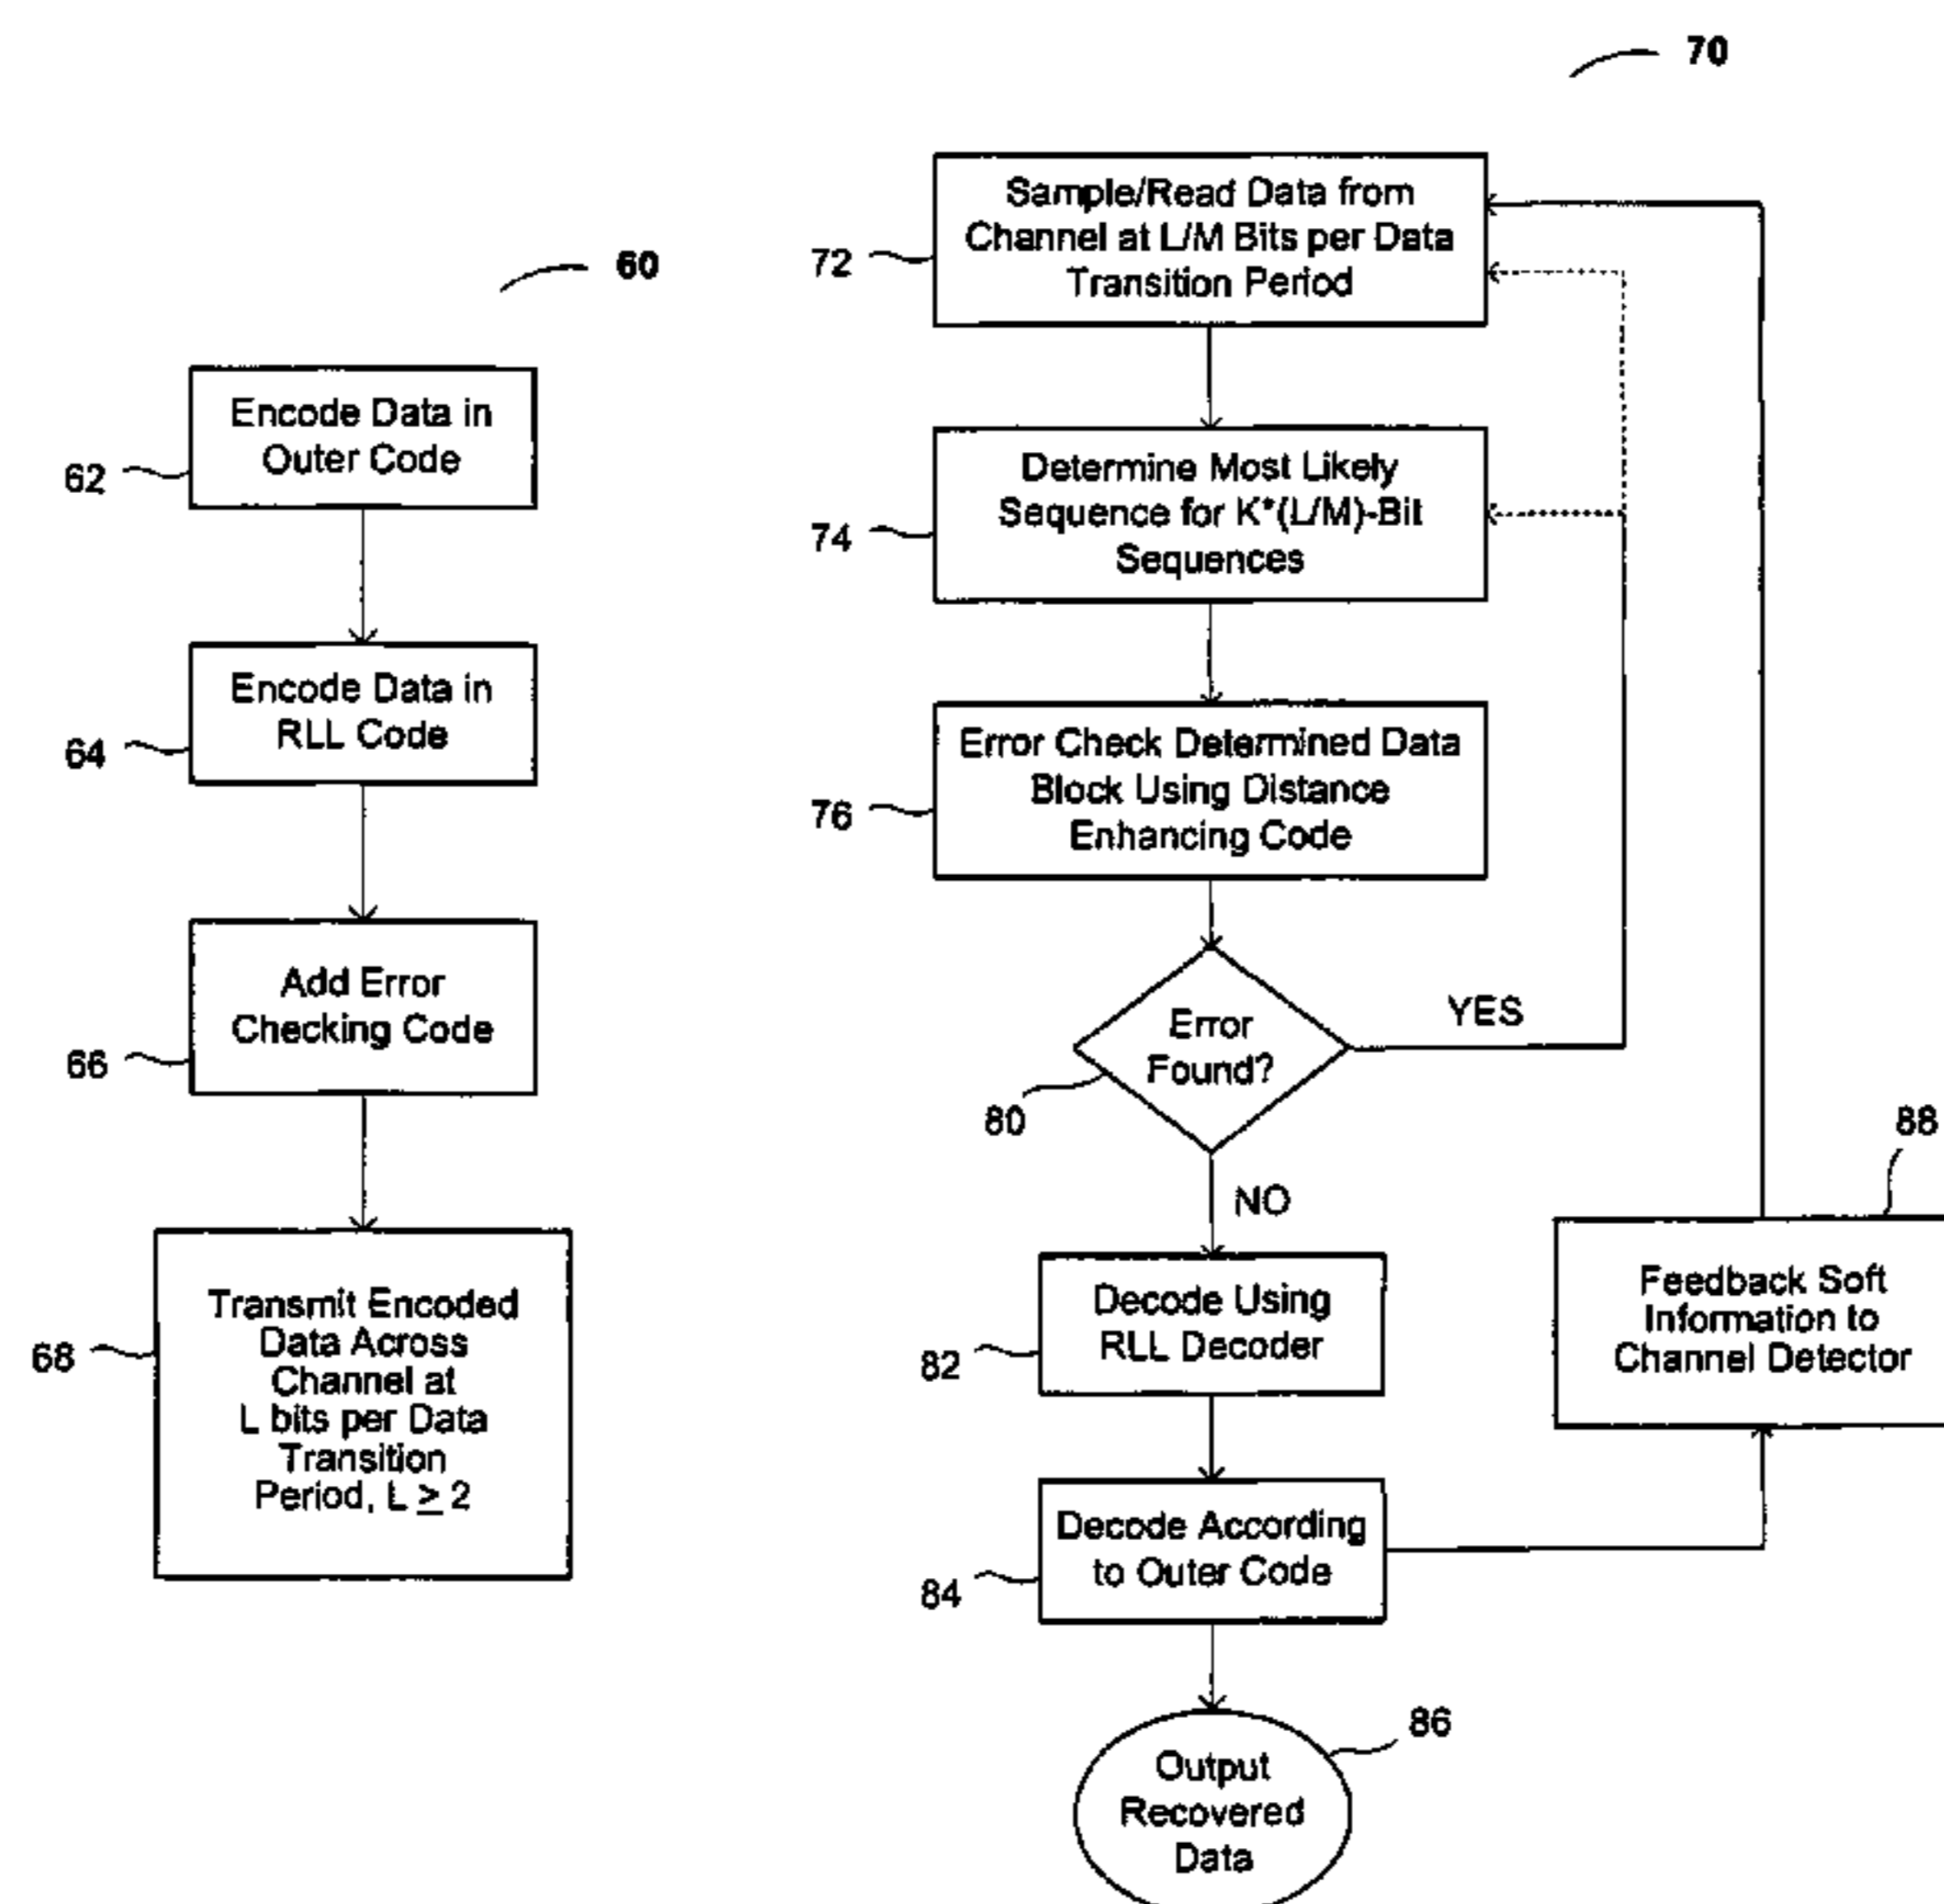 60
Encode Data in
Outer Code
62
Encode Data in
RLL Code
64
Add Error
Checking Code
66
Transmit Encoded
Data Across
Channel at
L bits per Data
Transition
Period, L ≥ 2
68
70
Sample/Read Data from
Channel at L/M Bits per Data
Transition Period
72
Determine Most Likely
Sequence for K*(L/M)-Bit
Sequences
74
Error Check Determined Data
Block Using Distance
Enhancing Code
76
Error
Found?
80
YES
NO
Decode Using
RLL Decoder
82
Decode According
to Outer Code
84
88
Feedback Soft
Information to
Channel Detector
86
Output
Recovered
Data